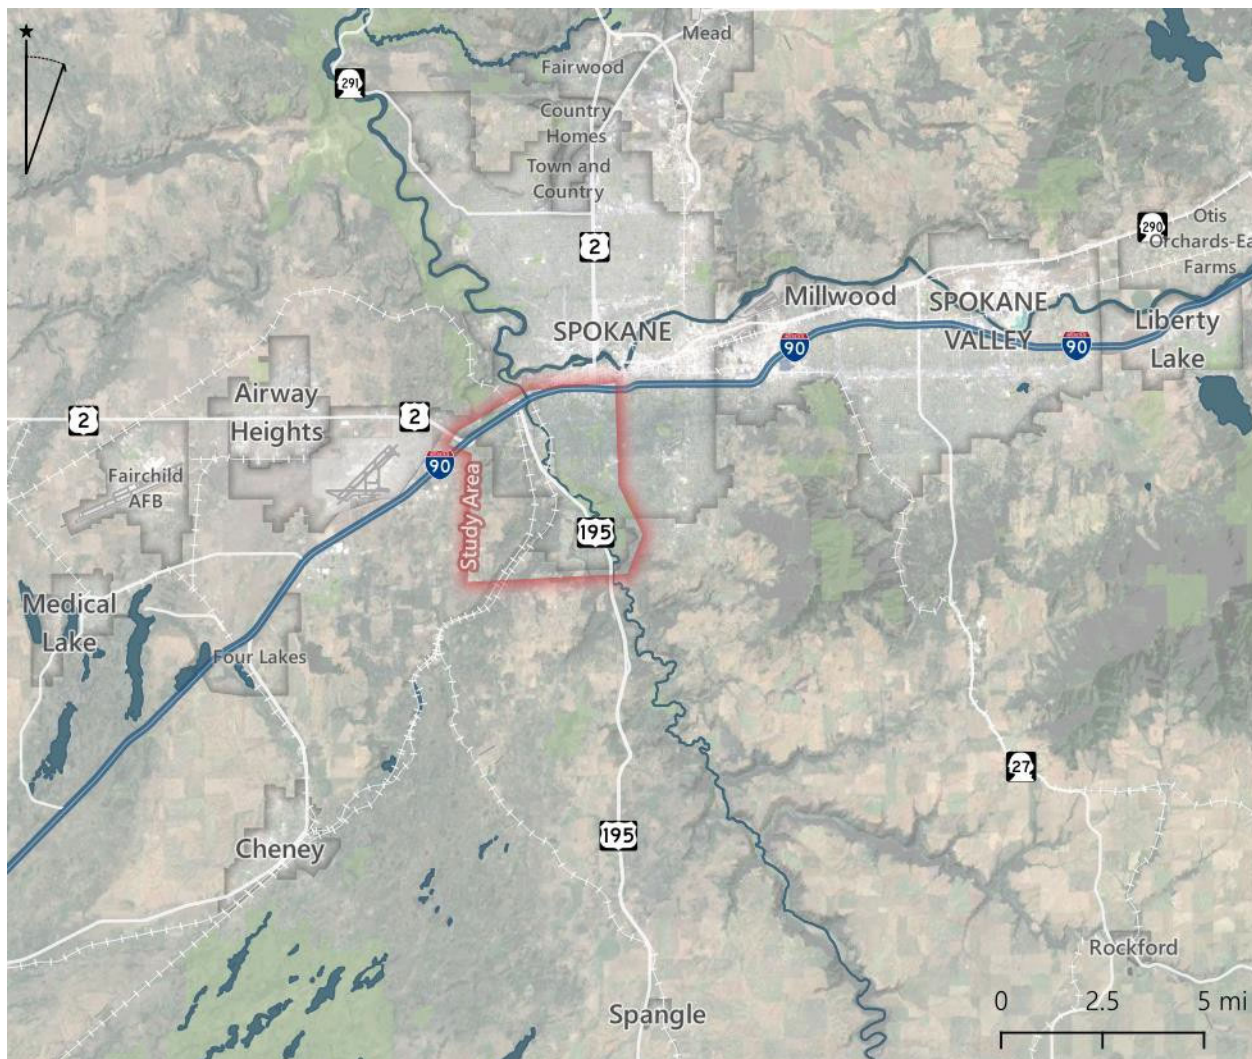 Mead
Fairwood
291
Country
Homes
Town and
Country
2
290
Otis
Orchards-Ea
Farms
Millwood
SPOKANE
VALLEY
SPOKANE
90
90
Liberty
Lake
Airway
Heights
2
2
90
Fairchild
AFB
Study Area
195
Medical
Lake
Four Lakes
27
195
Cheney
Rockford
Spangle
0 2.5 5 mi